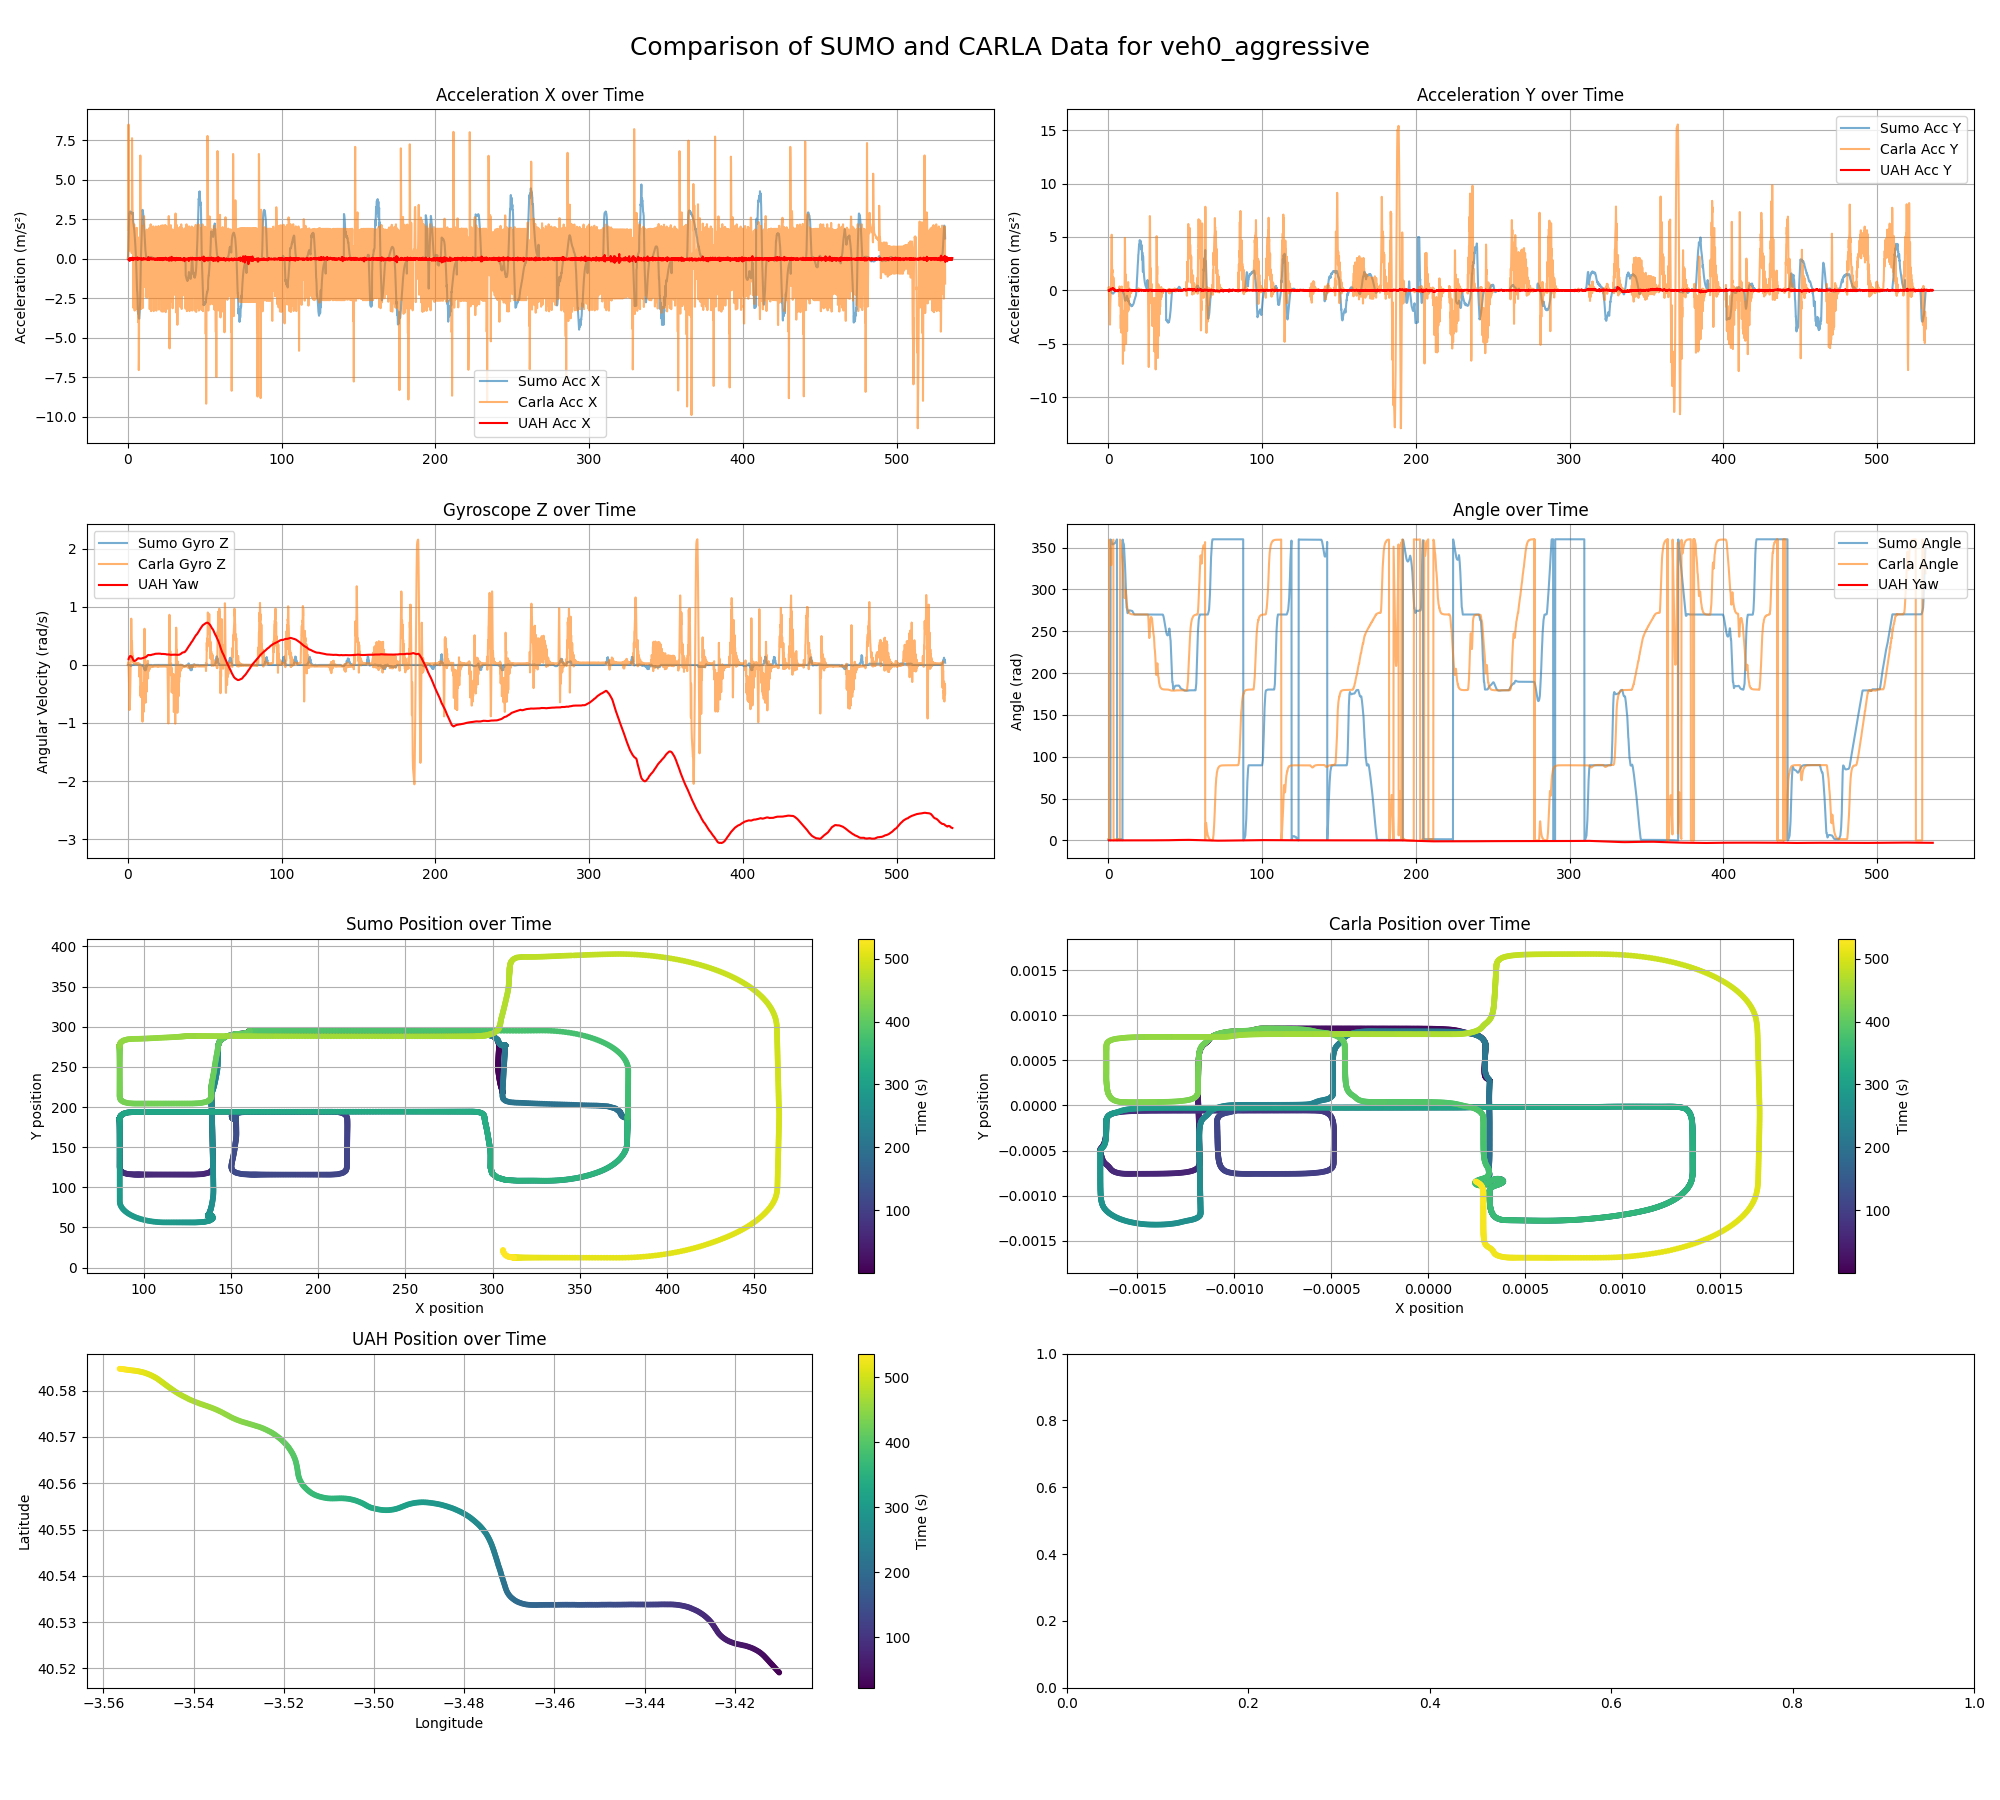 Comparison of SUMO and CARLA Data for veh0_aggressive
Acceleration X over Time
Acceleration (m/s²)
7.5
5.0
2.5
0.0
−2.5
−5.0
−7.5
−10.0
Sumo Acc X
Carla Acc X
UAH Acc X
0 100 200 300 400 500
Acceleration Y over Time
Acceleration (m/s²)
15
10
5
0
−5
−10
Sumo Acc Y
Carla Acc Y
UAH Acc Y
0 100 200 300 400 500
Gyroscope Z over Time
Angular Velocity (rad/s)
2
1
0
−1
−2
−3
Sumo Gyro Z
Carla Gyro Z
UAH Yaw
0 100 200 300 400 500
Angle over Time
Angle (rad)
350
300
250
200
150
100
50
0
Sumo Angle
Carla Angle
UAH Yaw
0 100 200 300 400 500
Sumo Position over Time
Y position
400
350
300
250
200
150
100
50
0
100 150 200 250 300 350 400 450
X position
500
400
300
200
100
Time (s)
Carla Position over Time
Y position
0.0015
0.0010
0.0005
0.0000
−0.0005
−0.0010
−0.0015
−0.0015 −0.0010 −0.0005 0.0000 0.0005 0.0010 0.0015
X position
500
400
300
200
100
Time (s)
UAH Position over Time
Latitude
40.58
40.57
40.56
40.55
40.54
40.53
40.52
−3.56 −3.54 −3.52 −3.50 −3.48 −3.46 −3.44 −3.42
Longitude
500
400
300
200
100
Time (s)
1.0
0.8
0.6
0.4
0.2
0.0
0.0 0.2 0.4 0.6 0.8 1.0